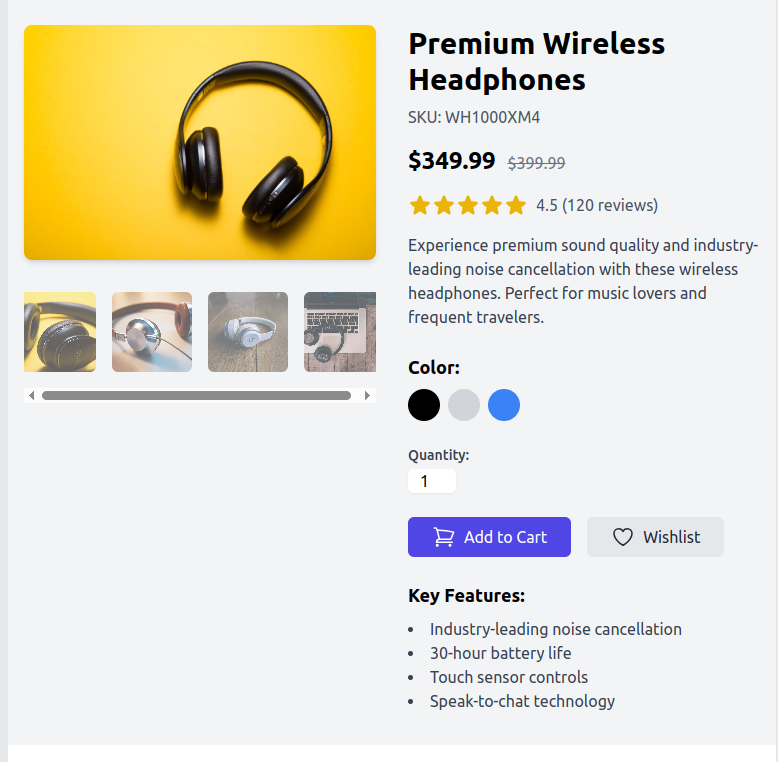 Premium Wireless
Headphones
SKU: WH1000XM4
$349.99 $399.99
4.5 (120 reviews)
Experience premium sound quality and industry-
leading noise cancellation with these wireless
headphones. Perfect for music lovers and
frequent travelers.
Color:
Quantity:
1
Add to Cart
Wishlist
Key Features:
• Industry-leading noise cancellation
• 30-hour battery life
• Touch sensor controls
• Speak-to-chat technology